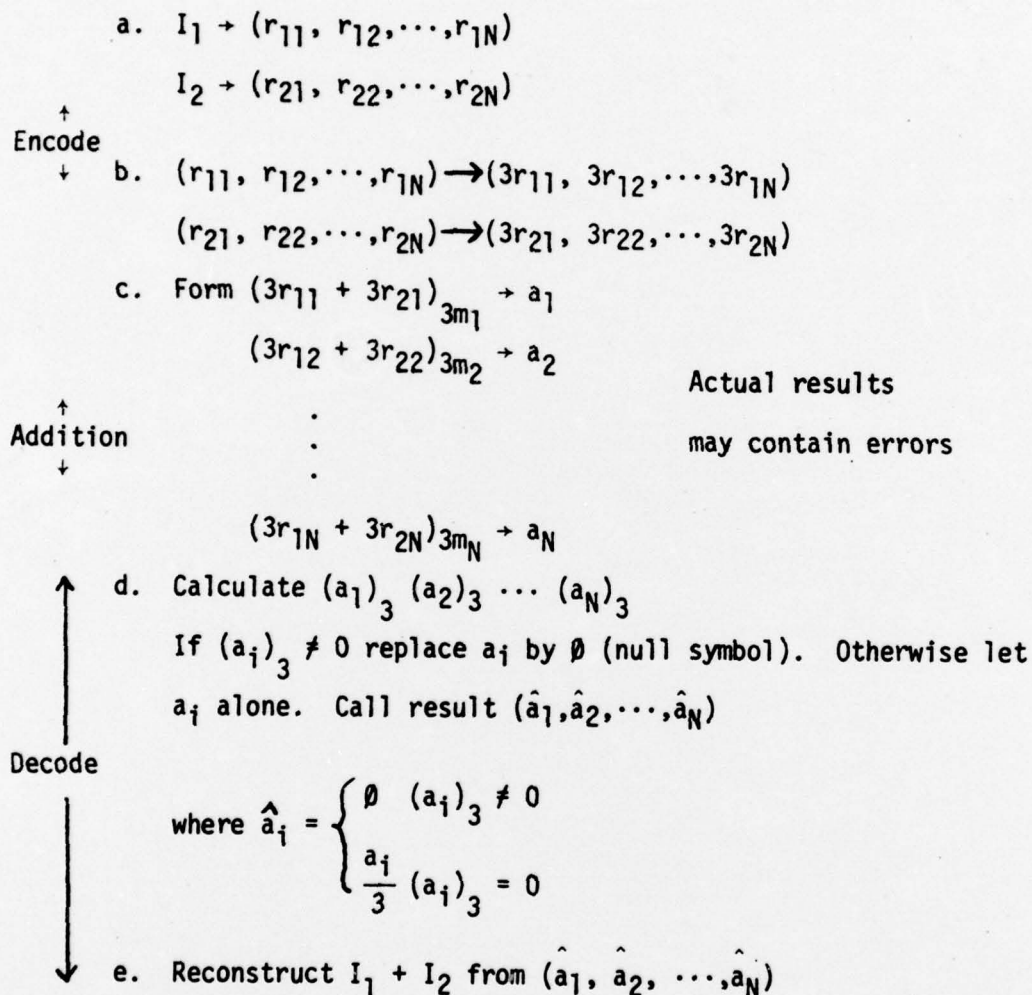 a. I₁ → (r₁₁, r₁₂,···,r₁N)
I₂ → (r₂₁, r₂₂,···,r₂N)
↑
Encode
↓
b. (r₁₁, r₁₂,···,r₁N) → (3r₁₁, 3r₁₂,···,3r₁N)
(r₂₁, r₂₂,···,r₂N) → (3r₂₁, 3r₂₂,···,3r₂N)
c. Form (3r₁₁ + 3r₂₁)₃m₁ → a₁
(3r₁₂ + 3r₂₂)₃m₂ → a₂
Actual results
↑
Addition
↓
may contain errors
.
.
.
(3r₁N + 3r₂N)₃mN → aN
d. Calculate (a₁)₃ (a₂)₃ ··· (aN)₃
If (aᵢ)₃ ≠ 0 replace aᵢ by ∅ (null symbol). Otherwise let
aᵢ alone. Call result (â₁,â₂,···,âN)
Decode
where âᵢ = { ∅ (aᵢ)₃ ≠ 0
aᵢ/3 (aᵢ)₃ = 0
e. Reconstruct I₁ + I₂ from (â₁, â₂, ···,âN)